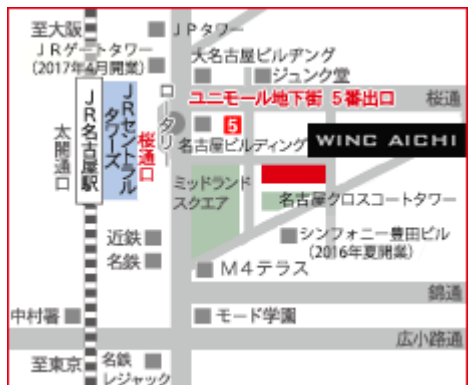 至大阪
JPタワー
JRゲートタワー
(2017年4月開業)
大名古屋ビルヂング
ジュンク堂
ユニモール地下街 5番出口
桜通
ロータリー
JRセントラル
タワーズ
JR名古屋駅
太閤通口
桜通口
5
名古屋ビルディング
WINC AICHI
ミッドランド
スクエア
名古屋クロスコートタワー
近鉄
名鉄
シンフォニー豊田ビル
(2016年夏開業)
M4テラス
錦通
中村署
モード学園
広小路通
至東京
名鉄
レジャック